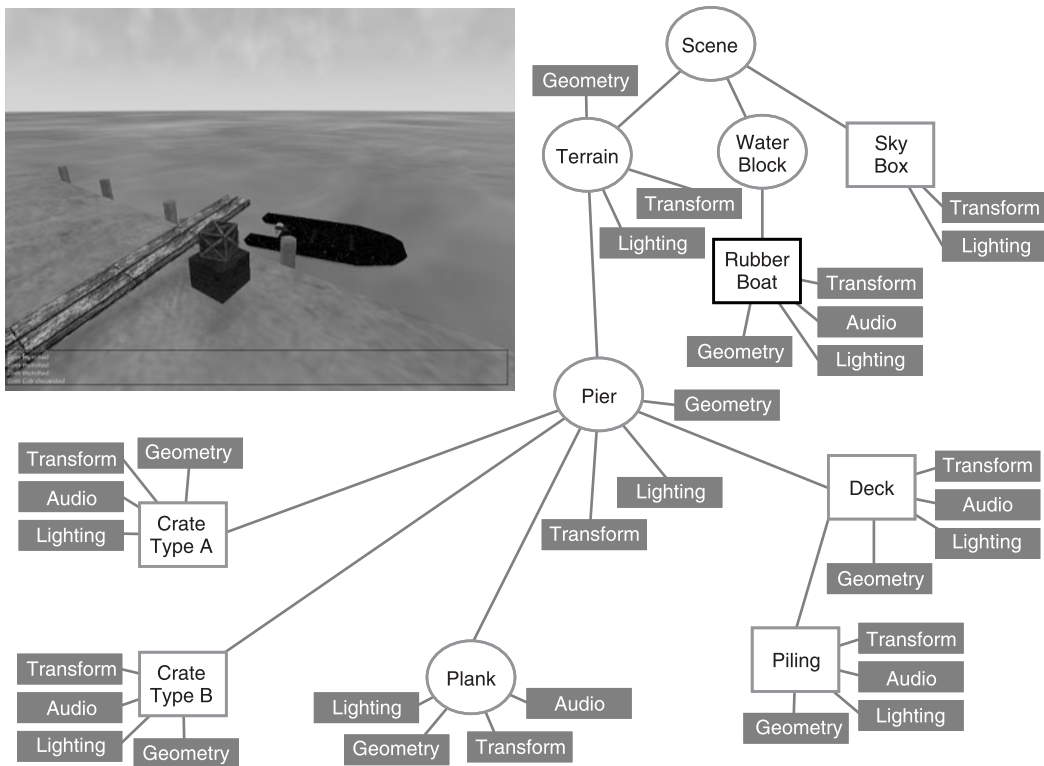 Scene
Geometry
Terrain
Water
Block
Sky
Box
Transform
Lighting
Transform
Lighting
Rubber
Boat
Transform
Audio
Lighting
Geometry
Pier
Geometry
Lighting
Transform
Transform
Geometry
Audio
Lighting
Crate
Type A
Deck
Transform
Audio
Lighting
Geometry
Piling
Transform
Audio
Lighting
Geometry
Transform
Audio
Lighting
Crate
Type B
Geometry
Plank
Lighting
Audio
Geometry
Transform